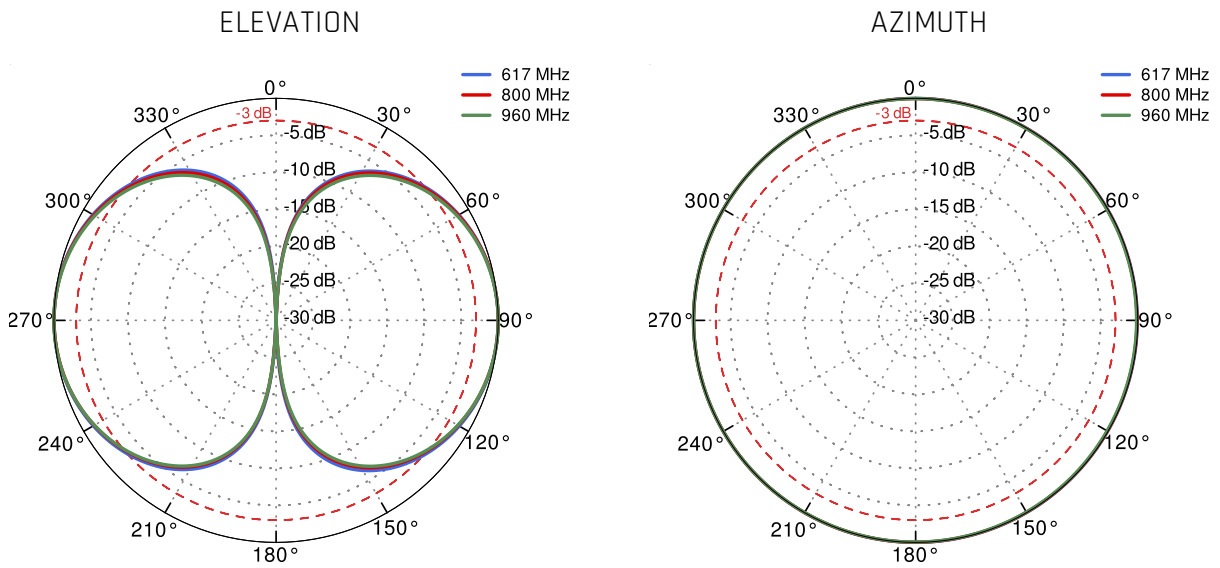 ELEVATION
617 MHz
800 MHz
960 MHz
0°
-3 dB
330°
30°
-5 dB
-10 dB
300°
60°
-15 dB
-20 dB
-25 dB
270°
-30 dB
90°
240°
120°
210°
150°
180°
AZIMUTH
617 MHz
800 MHz
960 MHz
0°
-3 dB
330°
30°
-5 dB
-10 dB
300°
60°
-15 dB
-20 dB
-25 dB
270°
-30 dB
90°
240°
120°
210°
150°
180°